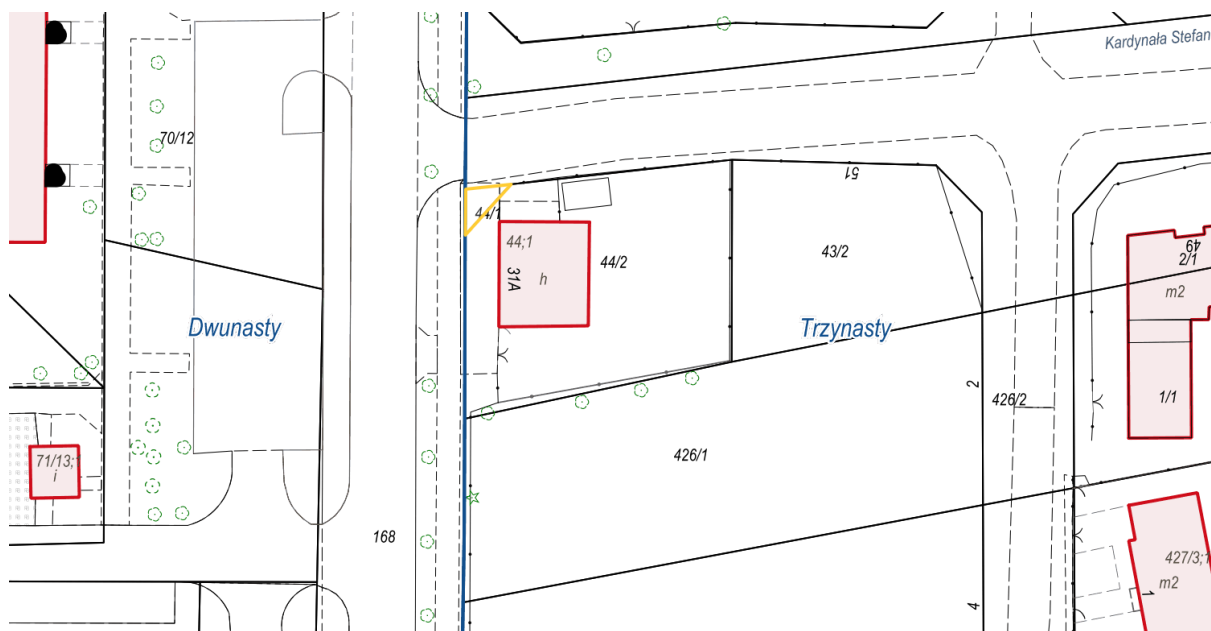 Kardynała Stefan
70/12
51
44/1
44;1
31A
h
44/2
43/2
49
2/1
m2
Dwunasty
Trzynasty
2
426/2
1/1
426/1
71/13;1
i
168
427/3;1
m2
1
4